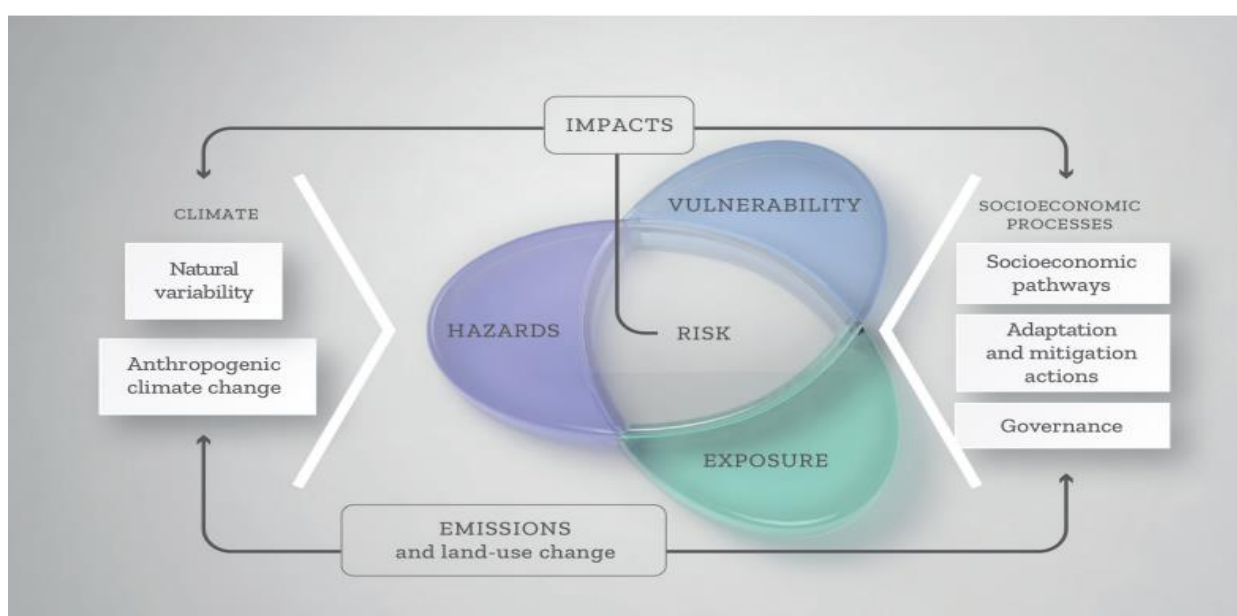 IMPACTS
CLIMATE
Natural
variability
Anthropogenic
climate change
VULNERABILITY
HAZARDS
RISK
EXPOSURE
SOCIOECONOMIC
PROCESSES
Socioeconomic
pathways
Adaptation
and mitigation
actions
Governance
EMISSIONS
and land-use change